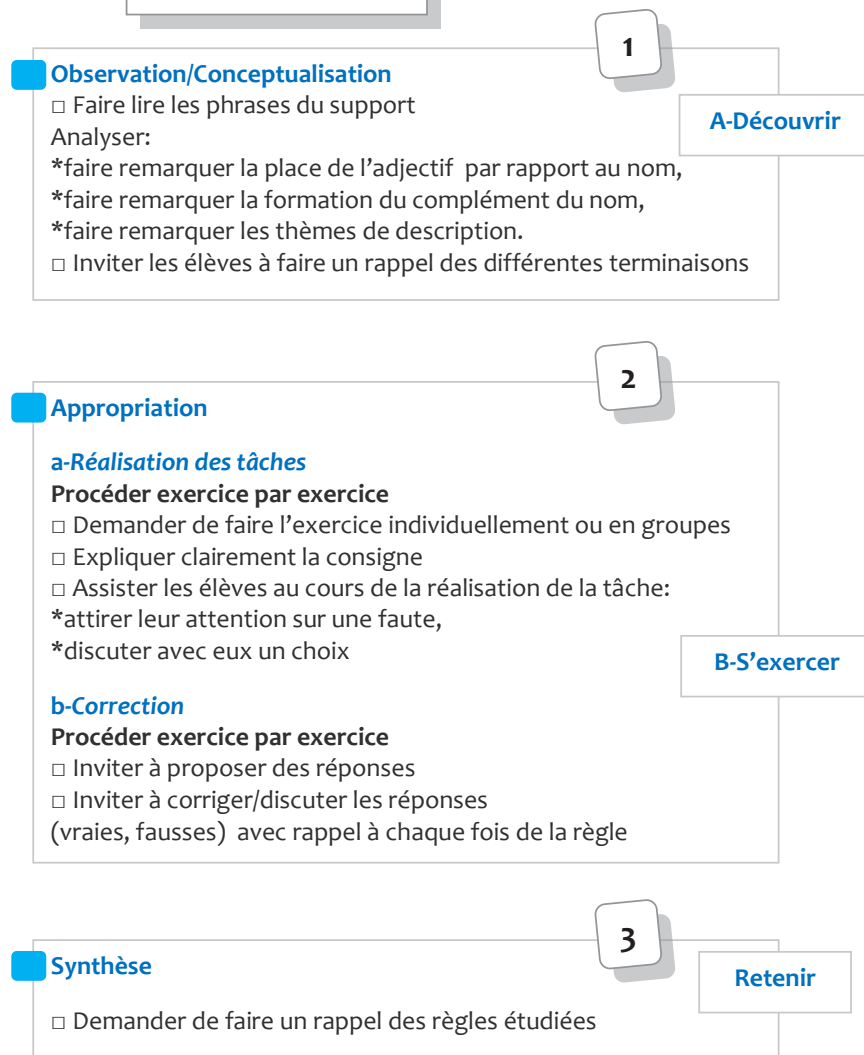 1
Observation/Conceptualisation
□ Faire lire les phrases du support
A-Découvrir
Analyser:
*faire remarquer la place de l’adjectif  par rapport au nom,
*faire remarquer la formation du complément du nom,
*faire remarquer les thèmes de description.
□ Inviter les élèves à faire un rappel des différentes terminaisons
2
Appropriation
a-Réalisation des tâches
Procéder exercice par exercice
□ Demander de faire l’exercice individuellement ou en groupes
□ Expliquer clairement la consigne
□ Assister les élèves au cours de la réalisation de la tâche:
*attirer leur attention sur une faute,
*discuter avec eux un choix
B-S’exercer
b-Correction
Procéder exercice par exercice
□ Inviter à proposer des réponses
□ Inviter à corriger/discuter les réponses
(vraies, fausses)  avec rappel à chaque fois de la règle
3
Synthèse
Retenir
□ Demander de faire un rappel des règles étudiées